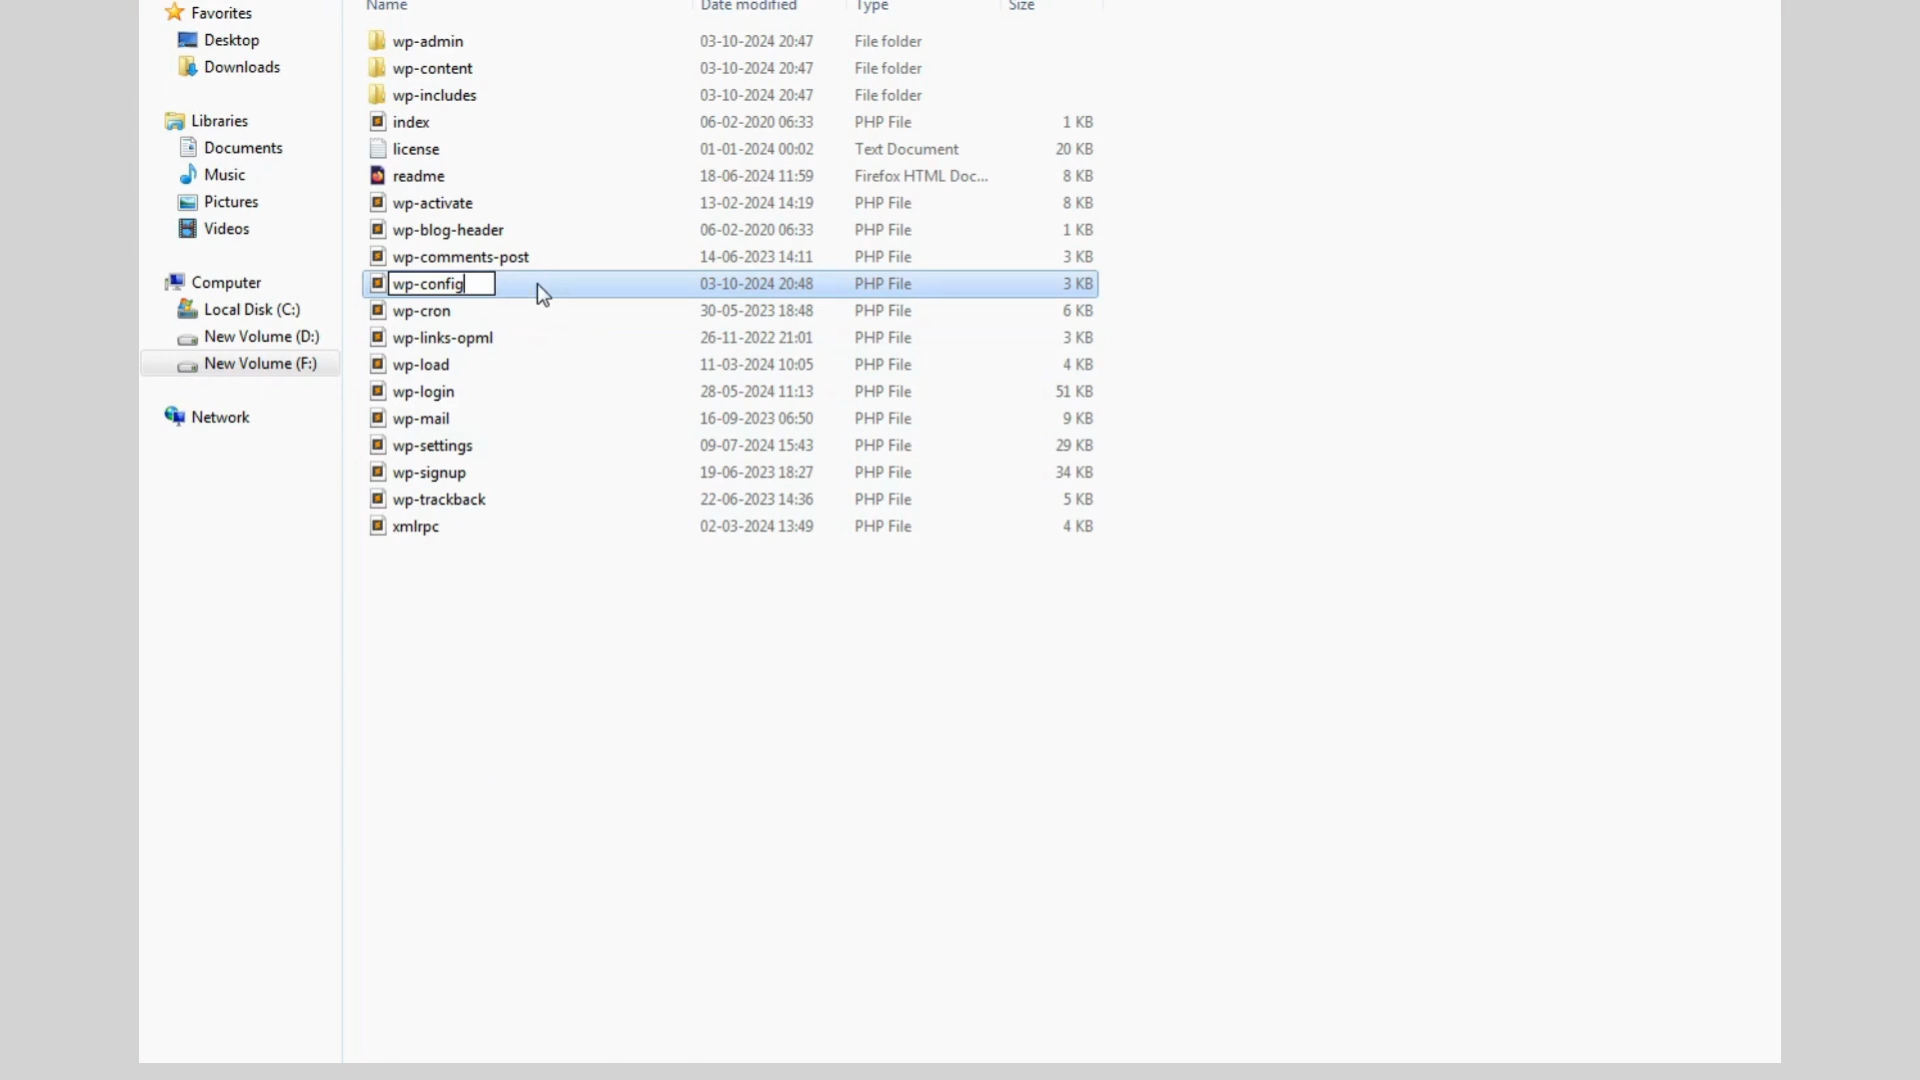 Name Date modified Type Size
Favorites
Desktop
Downloads
Libraries
Documents
Music
Pictures
Videos
Computer
Local Disk (C:)
New Volume (D:)
New Volume (F:)
Network
wp-admin 03-10-2024 20:47 File folder
wp-content 03-10-2024 20:47 File folder
wp-includes 03-10-2024 20:47 File folder
index 06-02-2020 06:33 PHP File 1 KB
license 01-01-2024 00:02 Text Document 20 KB
readme 18-06-2024 11:59 Firefox HTML Doc... 8 KB
wp-activate 13-02-2024 14:19 PHP File 8 KB
wp-blog-header 06-02-2020 06:33 PHP File 1 KB
wp-comments-post 14-06-2023 14:11 PHP File 3 KB
wp-config 03-10-2024 20:48 PHP File 3 KB
wp-cron 30-05-2023 18:48 PHP File 6 KB
wp-links-opml 26-11-2022 21:01 PHP File 3 KB
wp-load 11-03-2024 10:05 PHP File 4 KB
wp-login 28-05-2024 11:13 PHP File 51 KB
wp-mail 16-09-2023 06:50 PHP File 9 KB
wp-settings 09-07-2024 15:43 PHP File 29 KB
wp-signup 19-06-2023 18:27 PHP File 34 KB
wp-trackback 22-06-2023 14:36 PHP File 5 KB
xmlrpc 02-03-2024 13:49 PHP File 4 KB